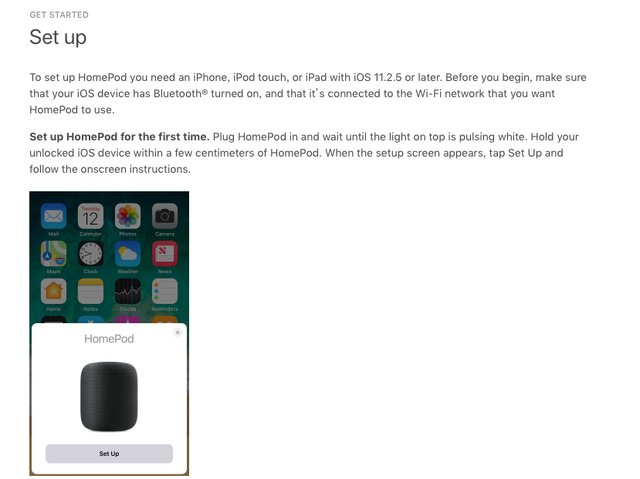 GET STARTED
Set up
To set up HomePod you need an iPhone, iPod touch, or iPad with iOS 11.2.5 or later. Before you begin, make sure
that your iOS device has Bluetooth® turned on, and that it's connected to the Wi-Fi network that you want
HomePod to use.
Set up HomePod for the first time. Plug HomePod in and wait until the light on top is pulsing white. Hold your
unlocked iOS device within a few centimeters of HomePod. When the setup screen appears, tap Set Up and
follow the onscreen instructions.
Tuesday
12
Mail Calendar Photos Camera
Maps Clock Weather News
Home Notes Stocks Reminders
HomePod
Set Up